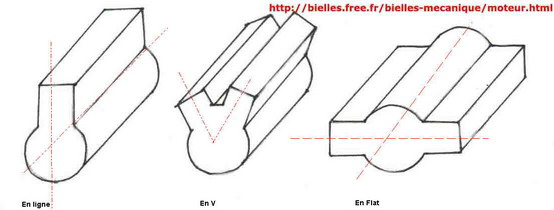 http://bielles.free.fr/bielles-mecanique/moteur.html
En ligne
En V
En Flat